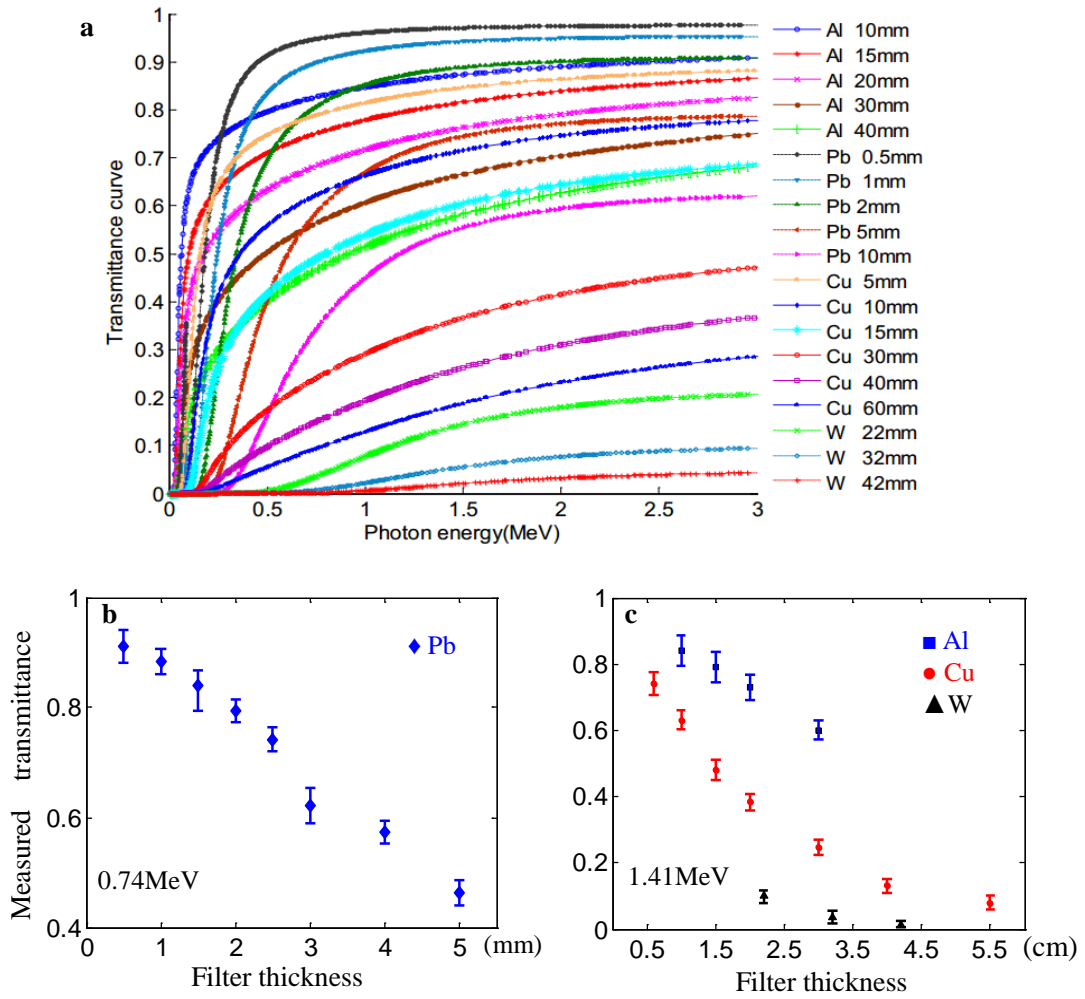 a
Transmittance curve
1
0.9
0.8
0.7
0.6
0.5
0.4
0.3
0.2
0.1
0
0 0.5 1 1.5 2 2.5 3
Photon energy(MeV)
Al 10mm
Al 15mm
Al 20mm
Al 30mm
Al 40mm
Pb 0.5mm
Pb 1mm
Pb 2mm
Pb 5mm
Pb 10mm
Cu 5mm
Cu 10mm
Cu 15mm
Cu 30mm
Cu 40mm
Cu 60mm
W 22mm
W 32mm
W 42mm
b
Measured transmittance
1
0.8
0.6
0.4
Pb
0.74MeV
0 1 2 3 4 5 (mm)
Filter thickness
c
1
0.8
0.6
0.4
0.2
0
Al
Cu
W
1.41MeV
0.5 1.5 2.5 3.5 4.5 5.5 (cm)
Filter thickness